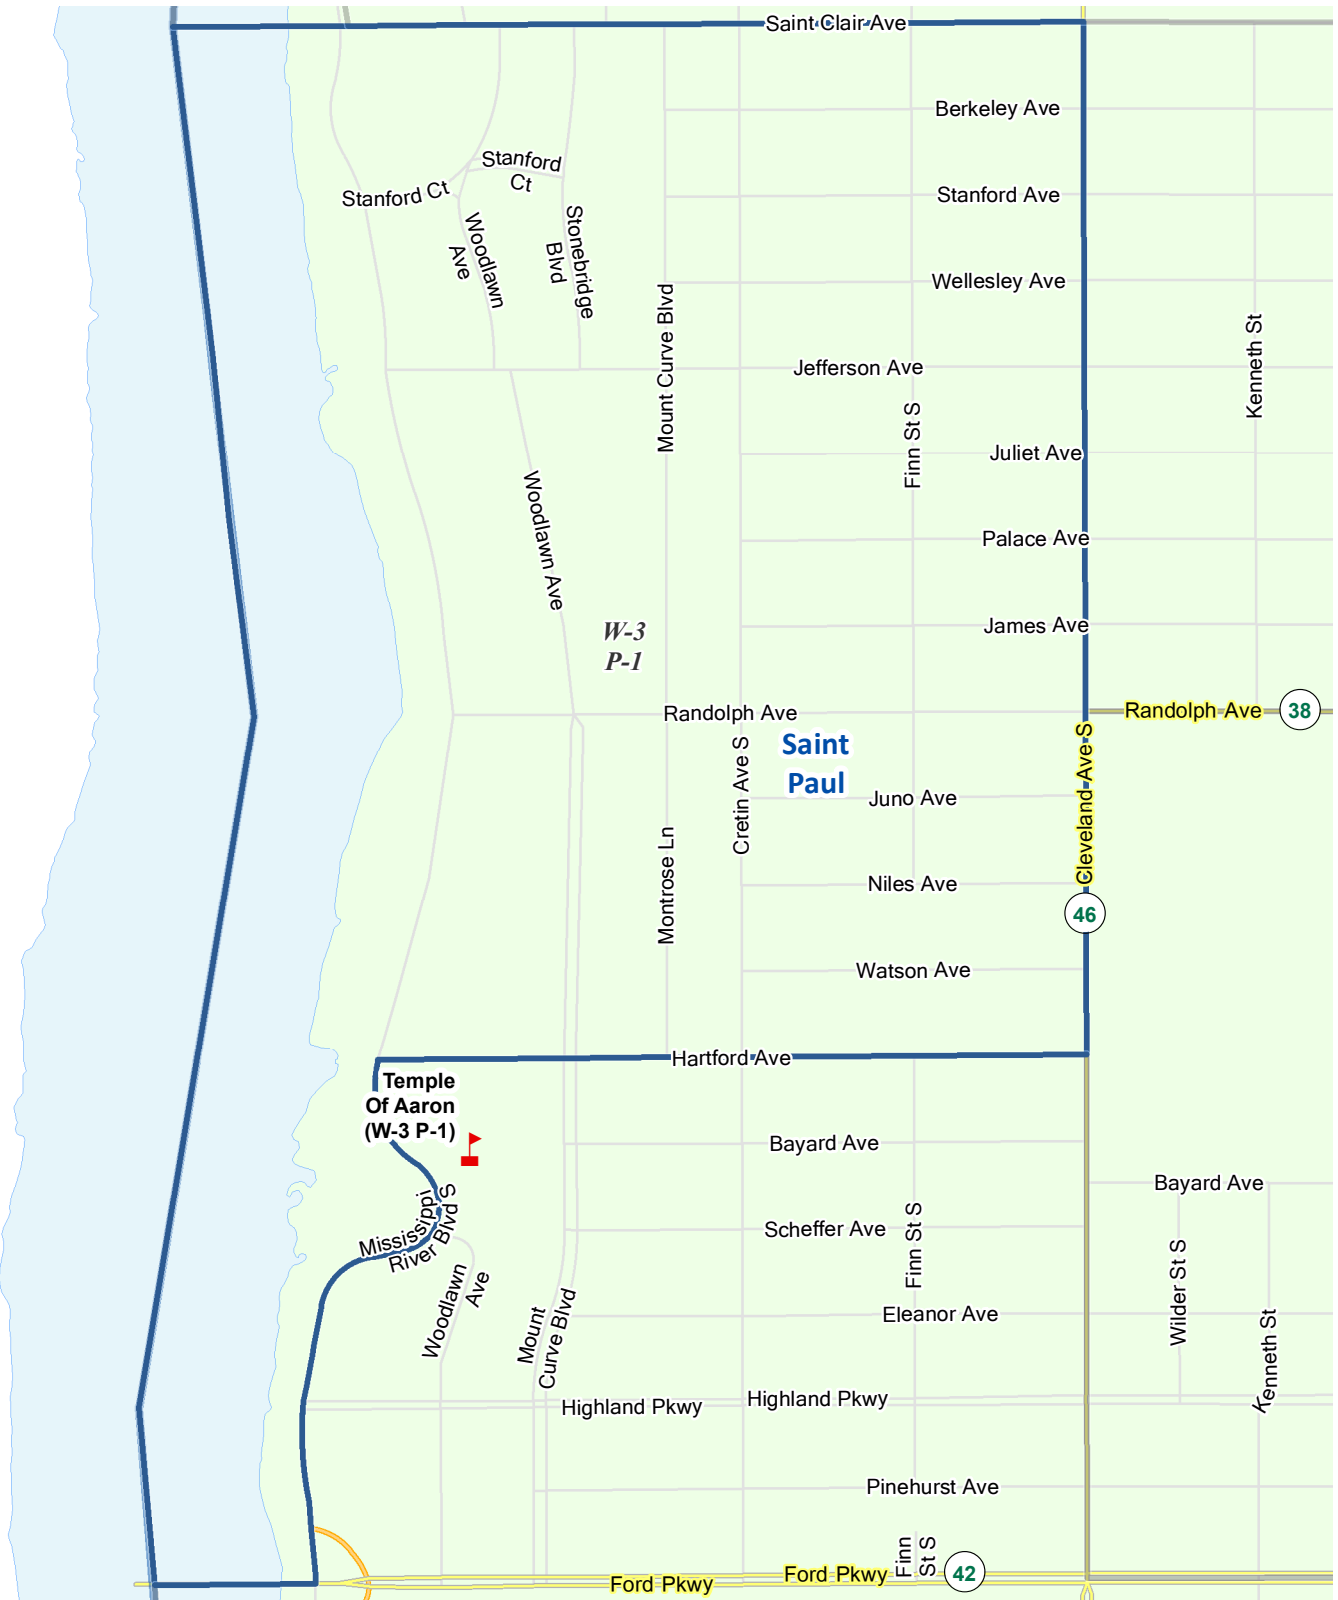 Saint Clair Ave
Berkeley Ave
Stanford
Ct
Stanford Ct
Stanford Ave
Woodlawn
Ave
Stonebridge
Blvd
Wellesley Ave
Mount Curve Blvd
Kenneth St
Jefferson Ave
Finn St S
Juliet Ave
Woodlawn Ave
Palace Ave
James Ave
W-3
P-1
Randolph Ave
Randolph Ave
38
Saint
Paul
Cretin Ave S
Cleveland Ave S
Juno Ave
Montrose Ln
Niles Ave
46
Watson Ave
Hartford Ave
Temple
Of Aaron
(W-3 P-1)
Bayard Ave
Bayard Ave
Mississippi
River Blvd S
Scheffer Ave
Finn St S
Wilder St S
Woodlawn
Ave
Mount
Curve Blvd
Eleanor Ave
Kenneth St
Highland Pkwy
Highland Pkwy
Pinehurst Ave
Finn
St S
42
Ford Pkwy
Ford Pkwy